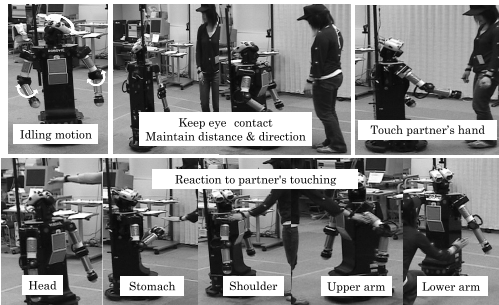 Idling motion
Keep eye contact
Maintain distance & direction
Touch partner's hand
Reaction to partner's touching
Head
Stomach
Shoulder
Upper arm
Lower arm